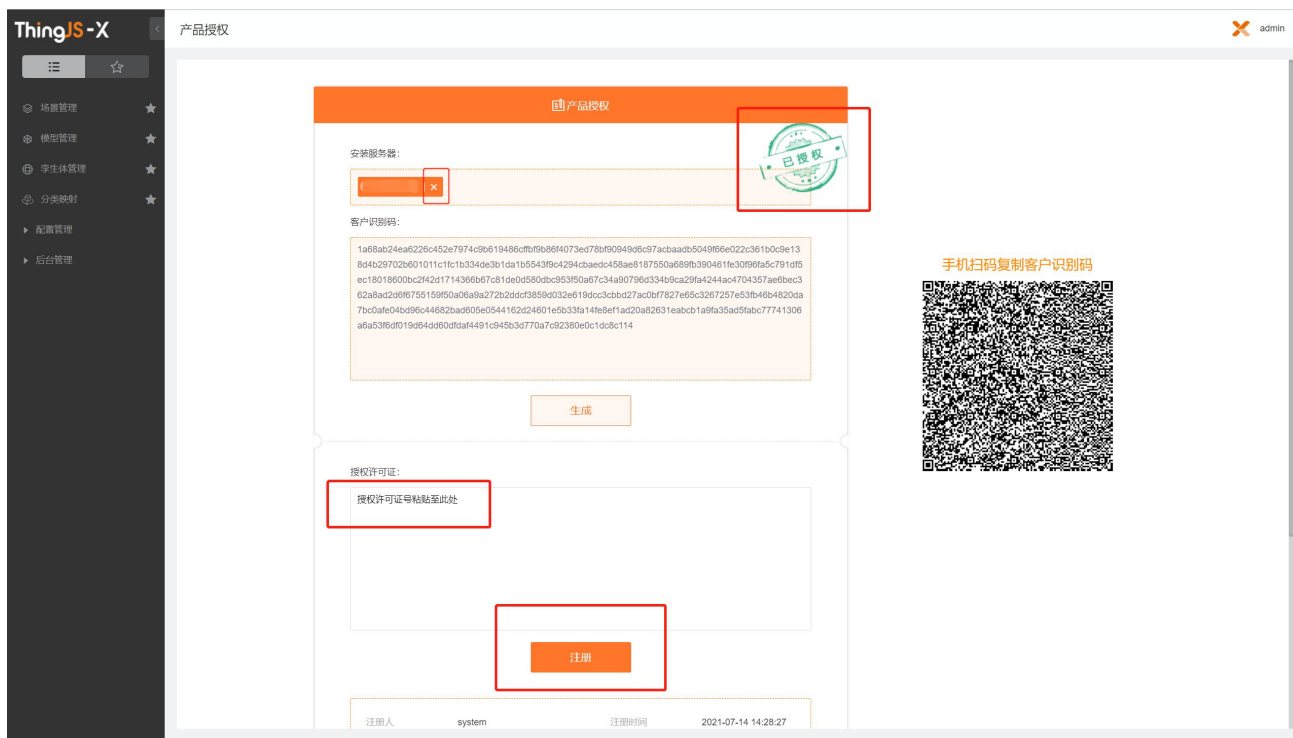 ThingJS-X
产品授权
admin
场景管理
模型管理
孪生体管理
分类映射
配置管理
后台管理
产品授权
已授权
安装服务器:
客户识别码:
1a68ab24ea6226c452e7974c9b619486cffbf9b86f4073ed78bf90949d6c97acbaadb5049f66e022c361b0c9e13
8d4b29702b601011c1fc1b334de3b1da1b5543f9c4294cbaedc458ae8187550a689fb390461fe30f96fa5c791df5
ec18018600bc2f42d1714366b67c81de0d580dbc953f50a67c34a90796d334b9ca29fa4244ac4704357ae6bec3
62a8ad2d6f6755159f50a06a9a272b2ddcf3859d032e619dcc3cbbd27ac0bf7827e65c3267257e53fb46b4820da
7bc0afe04bd96c44682bad605e0544162d24601e5b33fa14fe8ef1ad20a82631eabcb1a9fa35ad5fabc77741306
a6a53f6df019d64dd60dfdaf4491c945b3d770a7c92380e0c1dc8c114
生成
手机扫码复制客户识别码
授权许可证:
授权许可证号粘贴至此处
注册
注册人 system 注册时间 2021-07-14 14:28:27